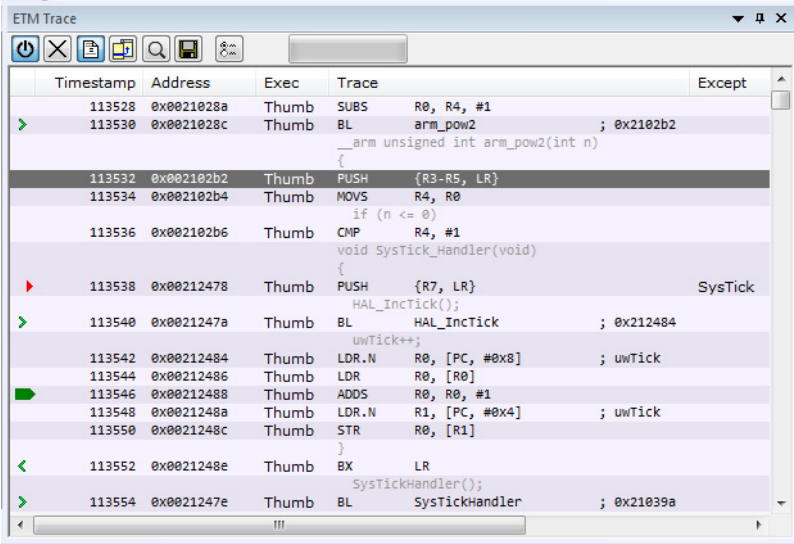 ETM Trace
Timestamp Address Exec Trace Except
113528 0x0021028a Thumb SUBS R0, R4, #1
113530 0x0021028c Thumb BL arm_pow2 ; 0x2102b2
__arm unsigned int arm_pow2(int n)
{
113532 0x002102b2 Thumb PUSH {R3-R5, LR}
113534 0x002102b4 Thumb MOVS R4, R0
if (n <= 0)
113536 0x002102b6 Thumb CMP R4, #1
void SysTick_Handler(void)
{
113538 0x00212478 Thumb PUSH {R7, LR} SysTick
HAL_IncTick();
113540 0x0021247a Thumb BL HAL_IncTick ; 0x212484
uwTick++;
113542 0x00212484 Thumb LDR.N R0, [PC, #0x8] ; uwTick
113544 0x00212486 Thumb LDR R0, [R0]
113546 0x00212488 Thumb ADDS R0, R0, #1
113548 0x0021248a Thumb LDR.N R1, [PC, #0x4] ; uwTick
113550 0x0021248c Thumb STR R0, [R1]
}
113552 0x0021248e Thumb BX LR
SysTickHandler();
113554 0x0021247e Thumb BL SysTickHandler ; 0x21039a